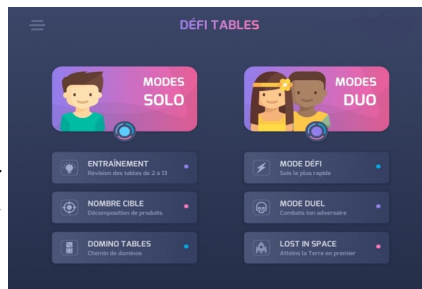 DÉFI TABLES
MODES
SOLO
MODES
DUO
ENTRAÎNEMENT
Révision des tables de 2 à 13
NOMBRE CIBLE
Décomposition de produits
DOMINO TABLES
Chemin de dominos
MODE DÉFI
Sois le plus rapide
MODE DUEL
Combats ton adversaire
LOST IN SPACE
Atteins la Terre en premier